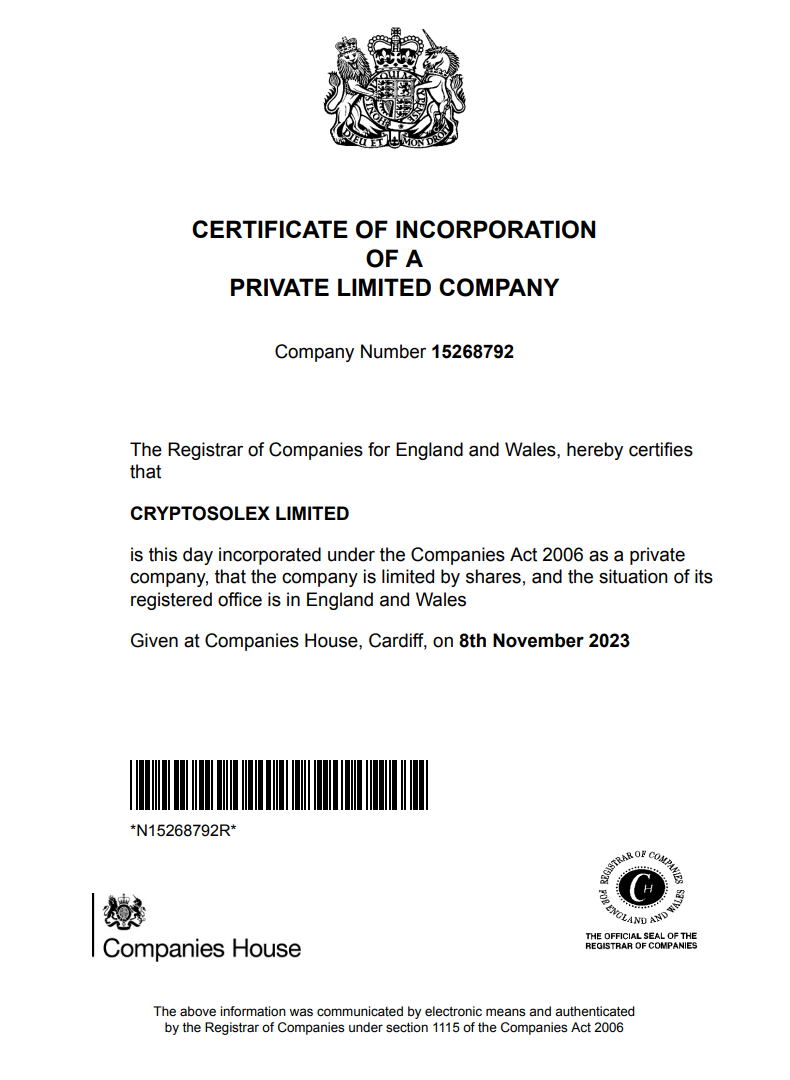 QUI
HONI
DIEU ET MON DROIT
CERTIFICATE OF INCORPORATION
OF A
PRIVATE LIMITED COMPANY
Company Number 15268792
The Registrar of Companies for England and Wales, hereby certifies
that
CRYPTOSOLEX LIMITED
is this day incorporated under the Companies Act 2006 as a private
company, that the company is limited by shares, and the situation of its
registered office is in England and Wales
Given at Companies House, Cardiff, on 8th November 2023
*N15268792R*
Companies House
REGISTRAR OF COMPANIES
FOR ENGLAND AND WALES
CH
THE OFFICIAL SEAL OF THE
REGISTRAR OF COMPANIES
The above information was communicated by electronic means and authenticated
by the Registrar of Companies under section 1115 of the Companies Act 2006